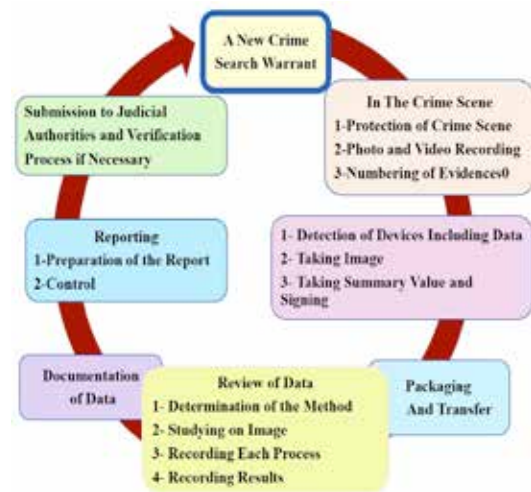 A New Crime
Search Warrant
In The Crime Scene
1-Protection of Crime Scene
2-Photo and Video Recording
3-Numbering of Evidences0
1- Detection of Devices Including Data
2- Taking Image
3- Taking Summary Value and
Signing
Packaging
And Transfer
Review of Data
1- Determination of the Method
2- Studying on Image
3- Recording Each Process
4- Recording Results
Documentation
of Data
Reporting
1-Preparation of the Report
2-Control
Submission to Judicial
Authorities and Verification
Process if Necessary